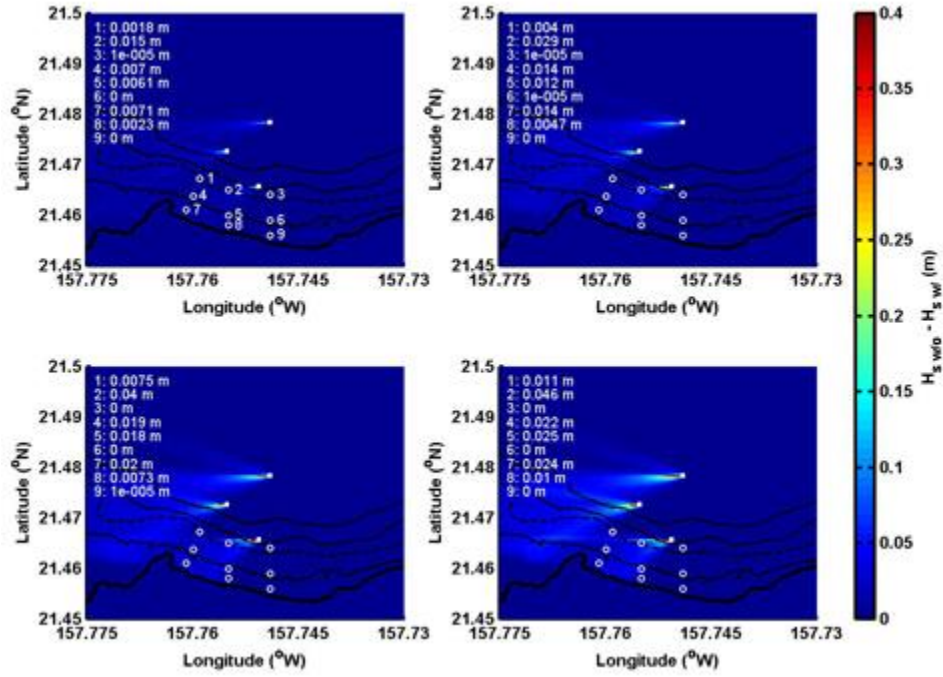 21.5
21.49
21.48
21.47
21.46
21.45
Latitude (°N)
1: 0.0018 m
2: 0.015 m
3: 1e-005 m
4: 0.007 m
5: 0.0061 m
6: 0 m
7: 0.0071 m
8: 0.0023 m
9: 0 m
1
2
3
4
5
6
7
8
9
157.775
157.76
157.745
157.73
Longitude (°W)
21.5
21.49
21.48
21.47
21.46
21.45
Latitude (°N)
1: 0.004 m
2: 0.029 m
3: 1e-005 m
4: 0.014 m
5: 0.012 m
6: 1e-005 m
7: 0.014 m
8: 0.0047 m
9: 0 m
157.775
157.76
157.745
157.73
Longitude (°W)
21.5
21.49
21.48
21.47
21.46
21.45
Latitude (°N)
1: 0.0075 m
2: 0.04 m
3: 0 m
4: 0.019 m
5: 0.018 m
6: 0 m
7: 0.02 m
8: 0.0073 m
9: 1e-005 m
157.775
157.76
157.745
157.73
Longitude (°W)
21.5
21.49
21.48
21.47
21.46
21.45
Latitude (°N)
1: 0.011 m
2: 0.046 m
3: 0 m
4: 0.022 m
5: 0.025 m
6: 0 m
7: 0.024 m
8: 0.01 m
9: 0 m
157.775
157.76
157.745
157.73
Longitude (°W)
0.4
0.35
0.3
0.25
0.2
0.15
0.1
0.05
0
H s w/o - H s w/ (m)